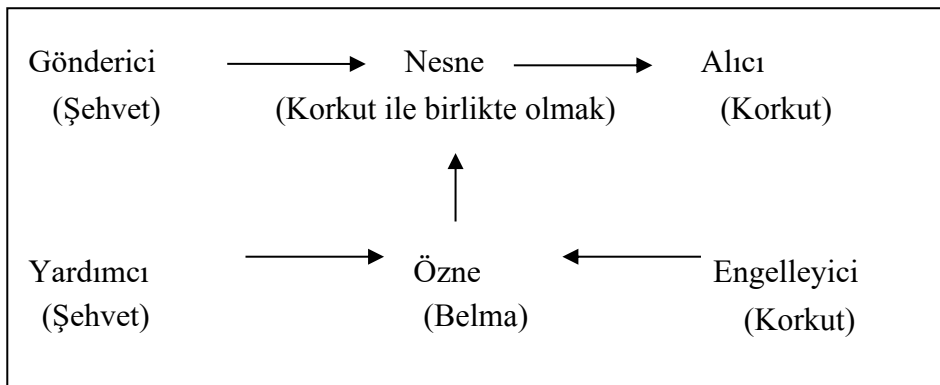 Gönderici Nesne Alıcı
(Şehvet) (Korkut ile birlikte olmak) (Korkut)
Yardımcı Özne Engelleyici
(Şehvet) (Belma) (Korkut)